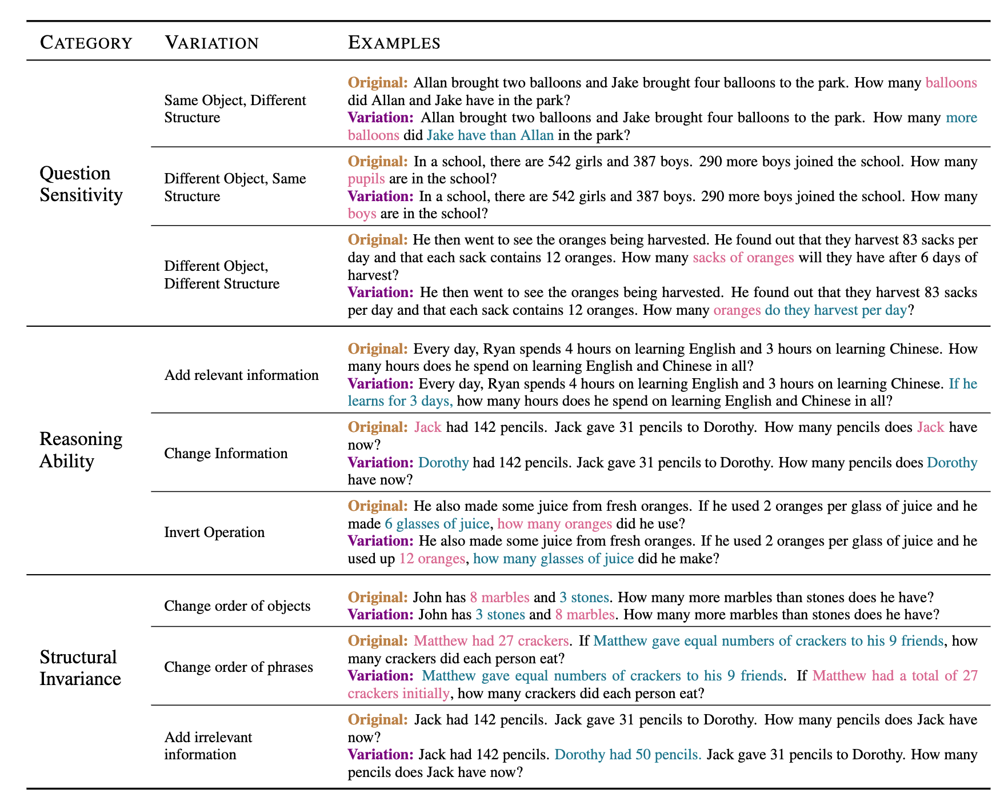 CATEGORY VARIATION EXAMPLES
Question
Sensitivity
Same Object, Different
Structure
Original: Allan brought two balloons and Jake brought four balloons to the park. How many balloons
did Allan and Jake have in the park?
Variation: Allan brought two balloons and Jake brought four balloons to the park. How many more
balloons did Jake have than Allan in the park?
Different Object, Same
Structure
Original: In a school, there are 542 girls and 387 boys. 290 more boys joined the school. How many
pupils are in the school?
Variation: In a school, there are 542 girls and 387 boys. 290 more boys joined the school. How many
boys are in the school?
Different Object,
Different Structure
Original: He then went to see the oranges being harvested. He found out that they harvest 83 sacks per
day and that each sack contains 12 oranges. How many sacks of oranges will they have after 6 days of
harvest?
Variation: He then went to see the oranges being harvested. He found out that they harvest 83 sacks
per day and that each sack contains 12 oranges. How many oranges do they harvest per day?
Reasoning
Ability
Add relevant information
Original: Every day, Ryan spends 4 hours on learning English and 3 hours on learning Chinese. How
many hours does he spend on learning English and Chinese in all?
Variation: Every day, Ryan spends 4 hours on learning English and 3 hours on learning Chinese. If he
learns for 3 days, how many hours does he spend on learning English and Chinese in all?
Change Information
Original: Jack had 142 pencils. Jack gave 31 pencils to Dorothy. How many pencils does Jack have
now?
Variation: Dorothy had 142 pencils. Jack gave 31 pencils to Dorothy. How many pencils does Dorothy
have now?
Invert Operation
Original: He also made some juice from fresh oranges. If he used 2 oranges per glass of juice and he
made 6 glasses of juice, how many oranges did he use?
Variation: He also made some juice from fresh oranges. If he used 2 oranges per glass of juice and he
used up 12 oranges, how many glasses of juice did he make?
Structural
Invariance
Change order of objects
Original: John has 8 marbles and 3 stones. How many more marbles than stones does he have?
Variation: John has 3 stones and 8 marbles. How many more marbles than stones does he have?
Change order of phrases
Original: Matthew had 27 crackers. If Matthew gave equal numbers of crackers to his 9 friends, how
many crackers did each person eat?
Variation: Matthew gave equal numbers of crackers to his 9 friends. If Matthew had a total of 27
crackers initially, how many crackers did each person eat?
Add irrelevant
information
Original: Jack had 142 pencils. Jack gave 31 pencils to Dorothy. How many pencils does Jack have
now?
Variation: Jack had 142 pencils. Dorothy had 50 pencils. Jack gave 31 pencils to Dorothy. How many
pencils does Jack have now?